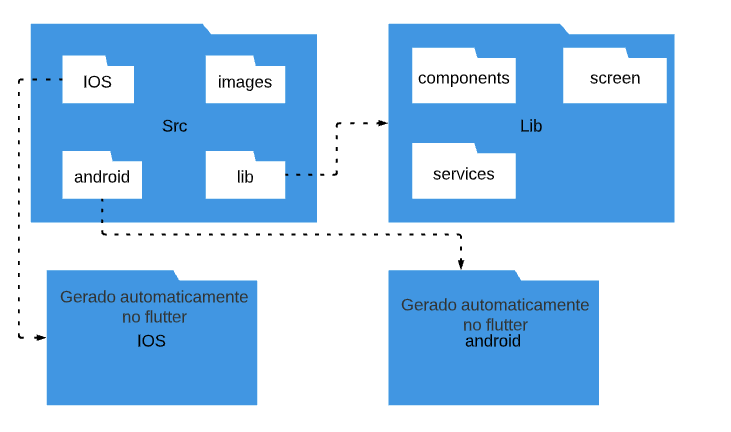 IOS
images
Src
android
lib
components
screen
Lib
services
Gerado automaticamente
no flutter
IOS
Gerado automaticamente
no flutter
android